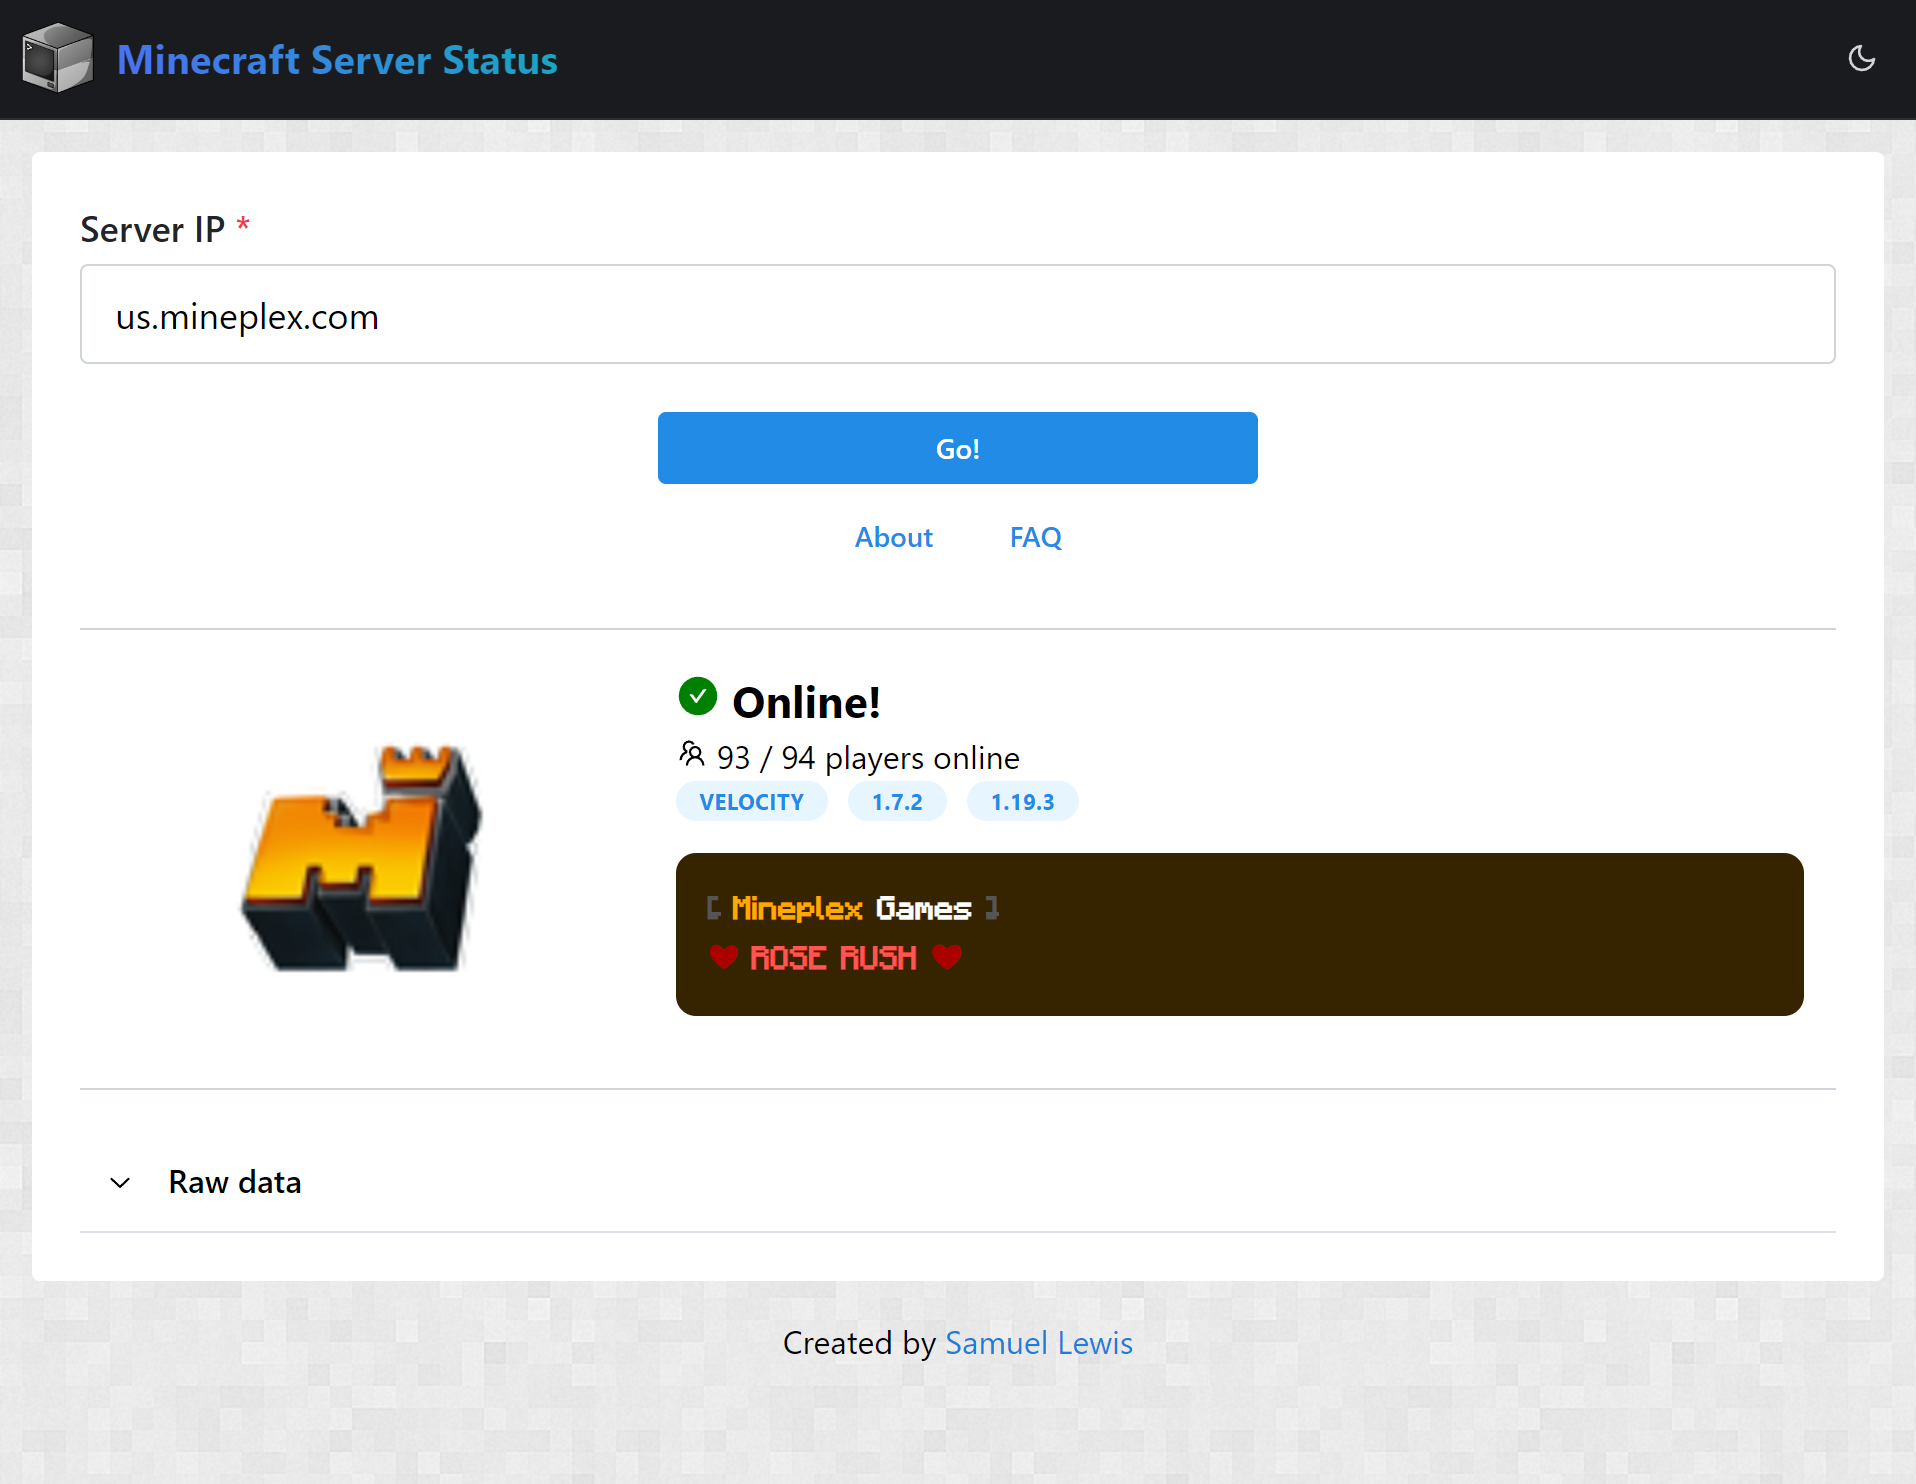 Minecraft Server Status
Server IP *
us.mineplex.com
Go!
About FAQ
Online!
93 / 94 players online
VELOCITY 1.7.2 1.19.3
[ Mineplex Games ]
❤ ROSE RUSH ❤
Raw data
Created by Samuel Lewis